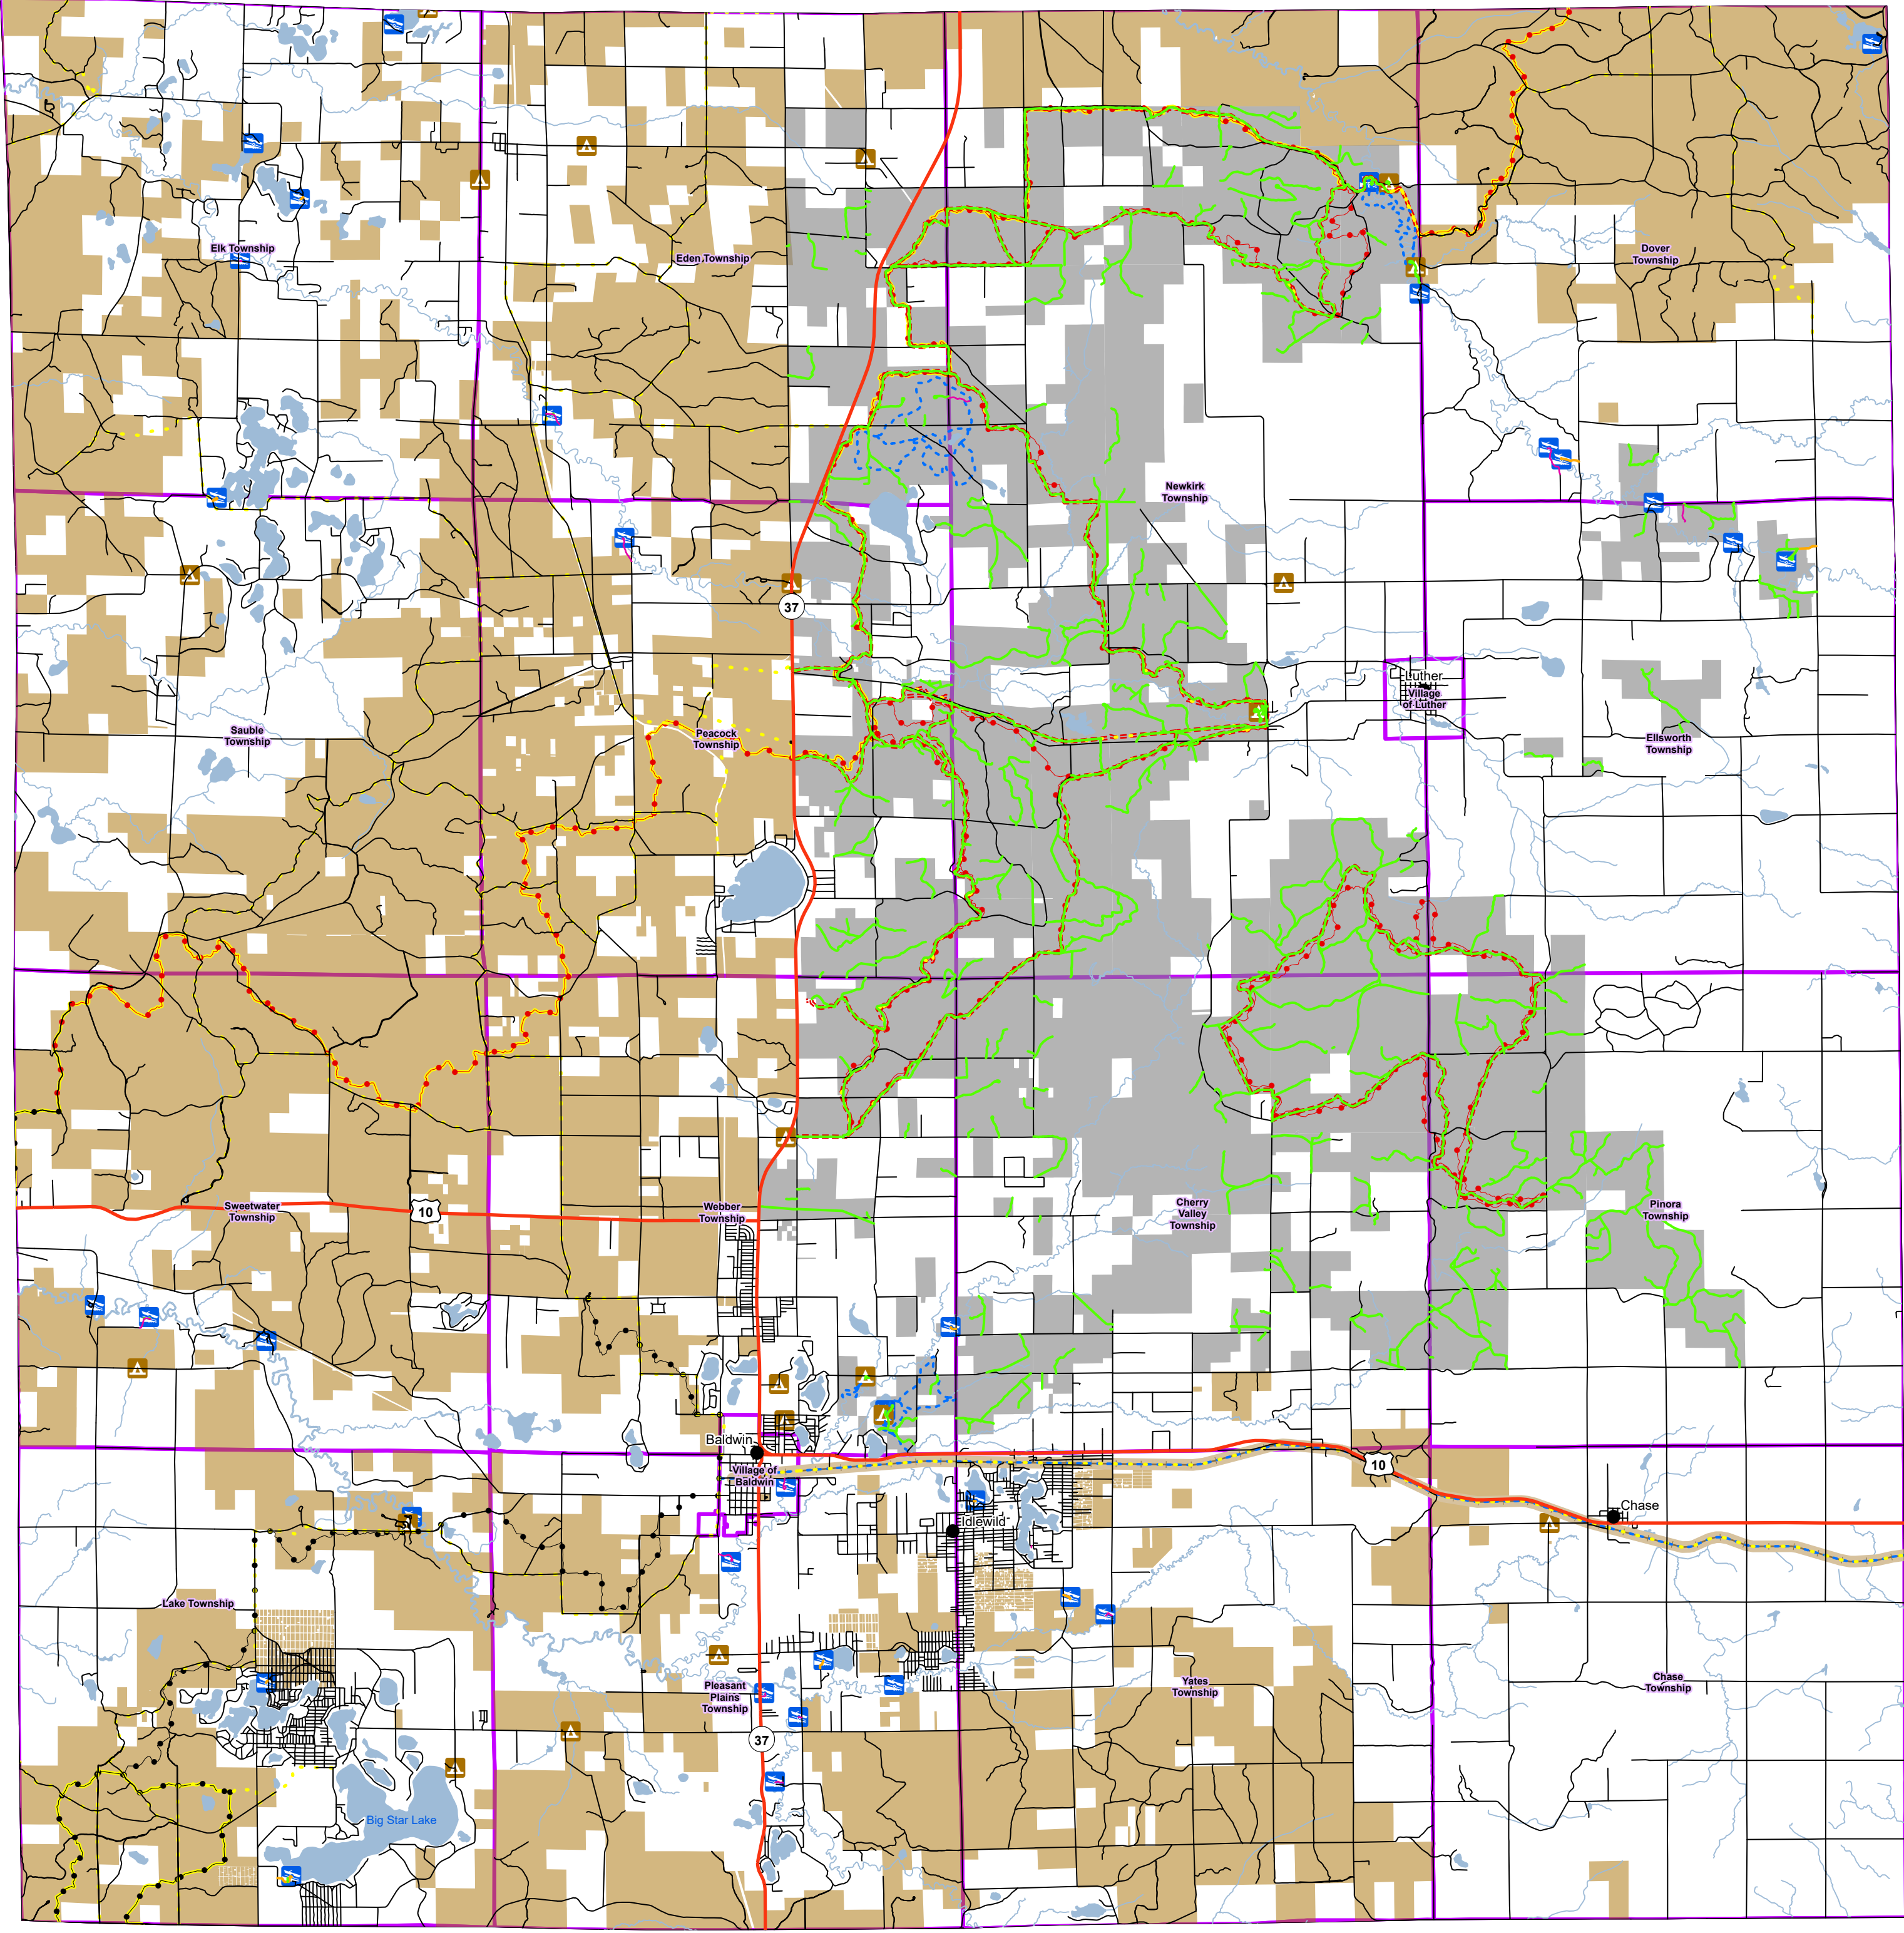 Elk Township
Eden Township
Dover
Township
Newkirk
Township
37
Luther
Village
of Luther
Sauble
Township
Peacock
Township
Ellsworth
Township
Sweetwater
Township
10
Webber
Township
Cherry
Valley
Township
Pinora
Township
Baldwin
Village of
Baldwin
10
Chase
Idlewild
Lake Township
Pleasant
Plains
Township
Yates
Township
Chase
Township
37
Big Star Lake